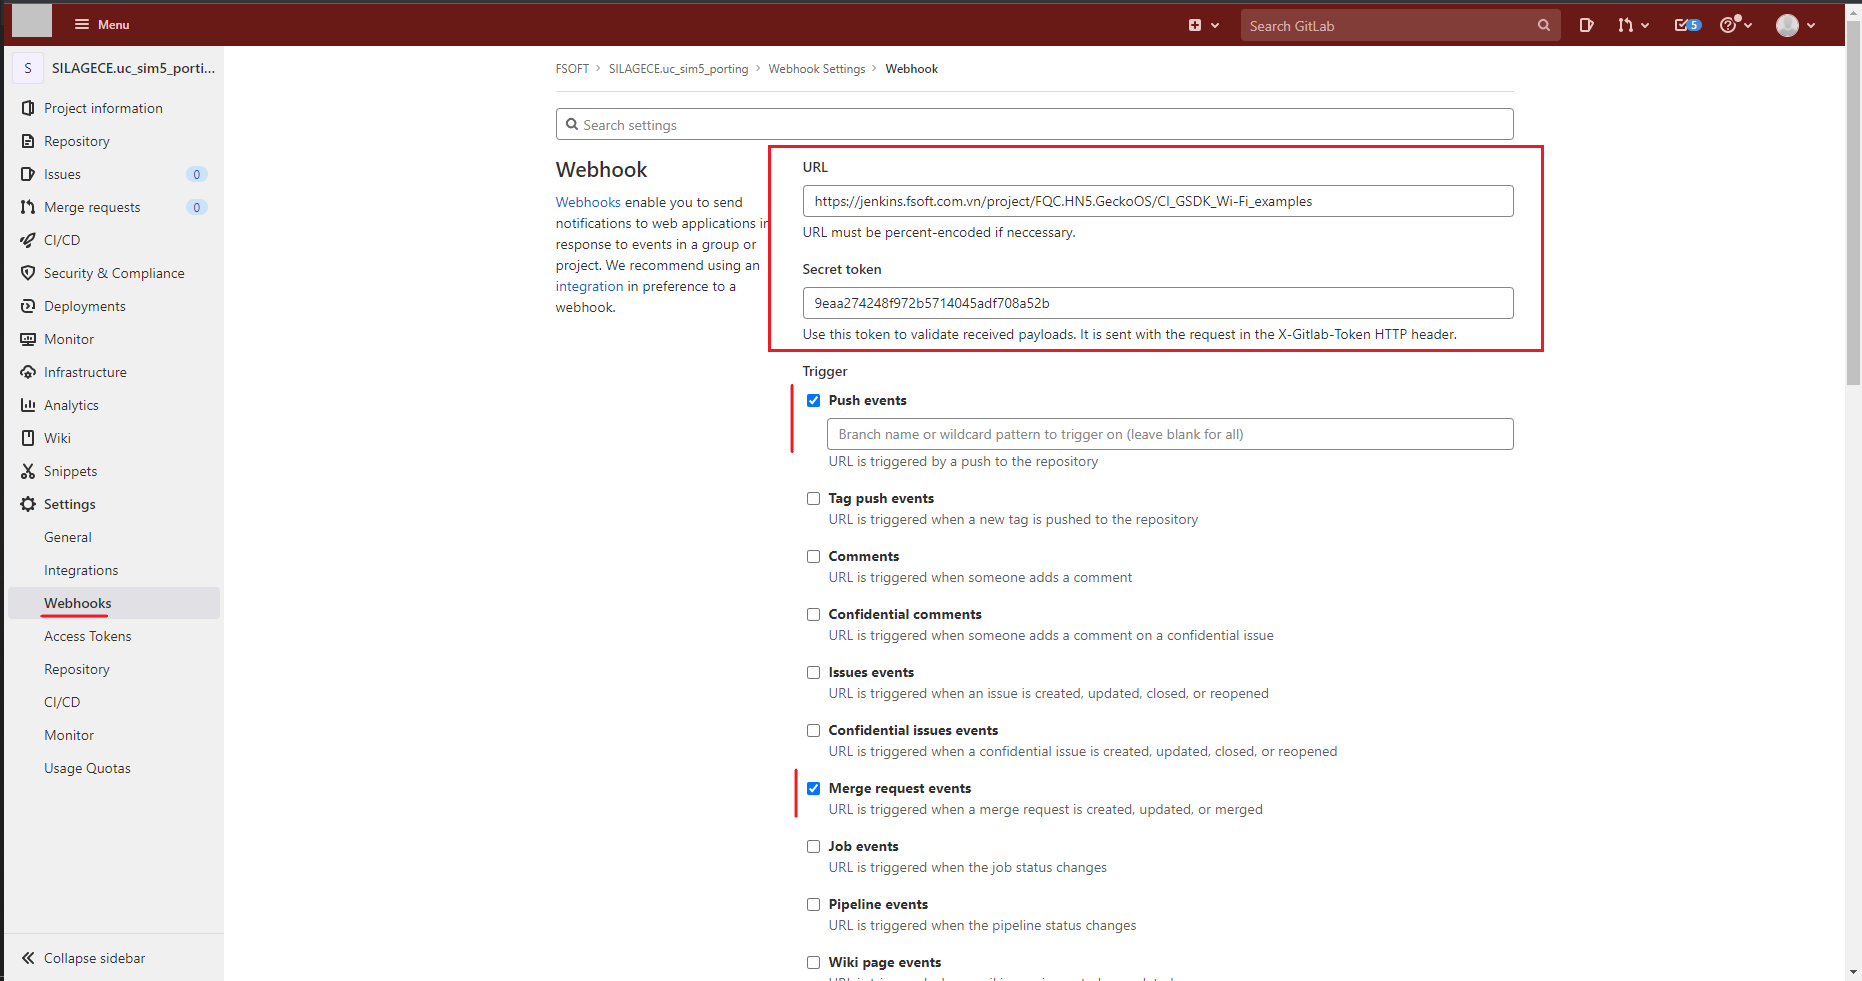 Menu
Search GitLab
5
S
SILAGECE.uc_sim5_porti...
Project information
Repository
Issues 0
Merge requests 0
CI/CD
Security & Compliance
Deployments
Monitor
Infrastructure
Analytics
Wiki
Snippets
Settings
General
Integrations
Webhooks
Access Tokens
Repository
CI/CD
Monitor
Usage Quotas
Collapse sidebar
FSOFT > SILAGECE.uc_sim5_porting > Webhook Settings > Webhook
Search settings
Webhook
Webhooks enable you to send
notifications to web applications in
response to events in a group or
project. We recommend using an
integration in preference to a
webhook.
URL
https://jenkins.fsoft.com.vn/project/FQC.HN5.GeckoOS/CI_GSDK_Wi-Fi_examples
URL must be percent-encoded if neccessary.
Secret token
9eaa274248f972b5714045adf708a52b
Use this token to validate received payloads. It is sent with the request in the X-Gitlab-Token HTTP header.
Trigger
Push events
Branch name or wildcard pattern to trigger on (leave blank for all)
URL is triggered by a push to the repository
Tag push events
URL is triggered when a new tag is pushed to the repository
Comments
URL is triggered when someone adds a comment
Confidential comments
URL is triggered when someone adds a comment on a confidential issue
Issues events
URL is triggered when an issue is created, updated, closed, or reopened
Confidential issues events
URL is triggered when a confidential issue is created, updated, closed, or reopened
Merge request events
URL is triggered when a merge request is created, updated, or merged
Job events
URL is triggered when the job status changes
Pipeline events
URL is triggered when the pipeline status changes
Wiki page events